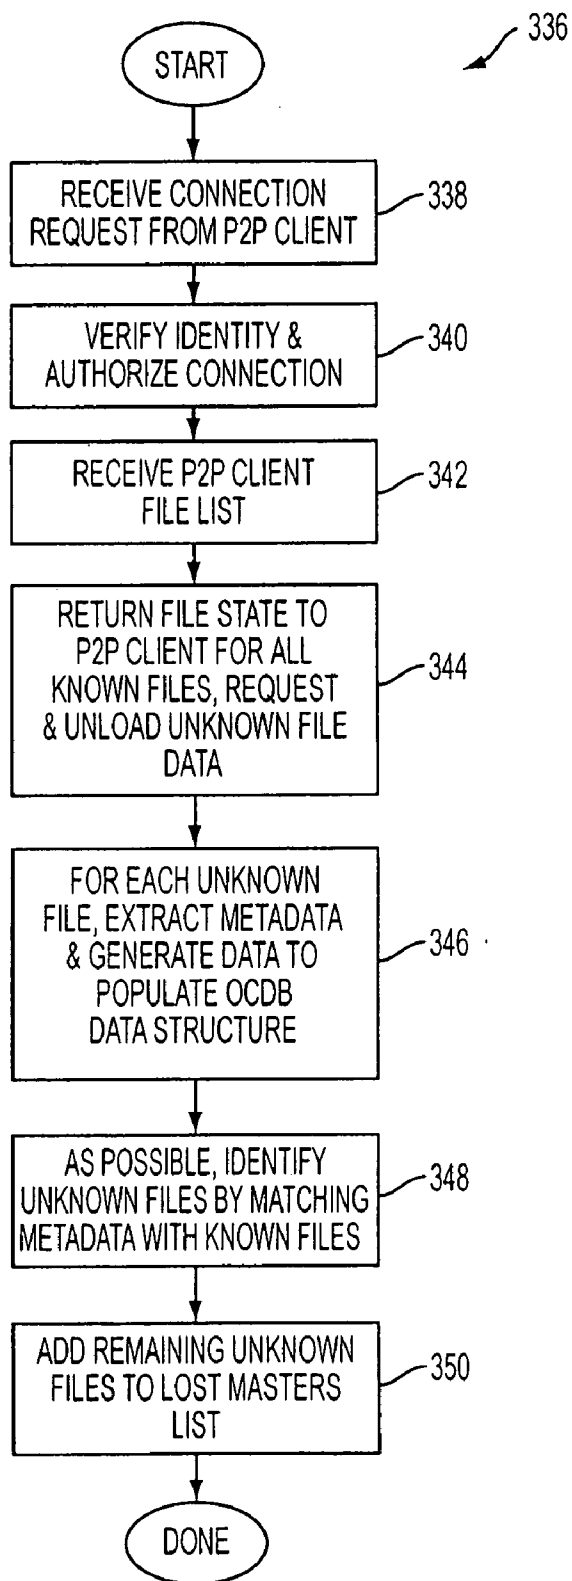 336
START
RECEIVE CONNECTION
REQUEST FROM P2P CLIENT
338
VERIFY IDENTITY &
AUTHORIZE CONNECTION
340
RECEIVE P2P CLIENT
FILE LIST
342
RETURN FILE STATE TO
P2P CLIENT FOR ALL
KNOWN FILES, REQUEST
& UNLOAD UNKNOWN FILE
DATA
344
FOR EACH UNKNOWN
FILE, EXTRACT METADATA
& GENERATE DATA TO
POPULATE OCDB
DATA STRUCTURE
346
AS POSSIBLE, IDENTIFY
UNKNOWN FILES BY MATCHING
METADATA WITH KNOWN FILES
348
ADD REMAINING UNKNOWN
FILES TO LOST MASTERS
LIST
350
DONE